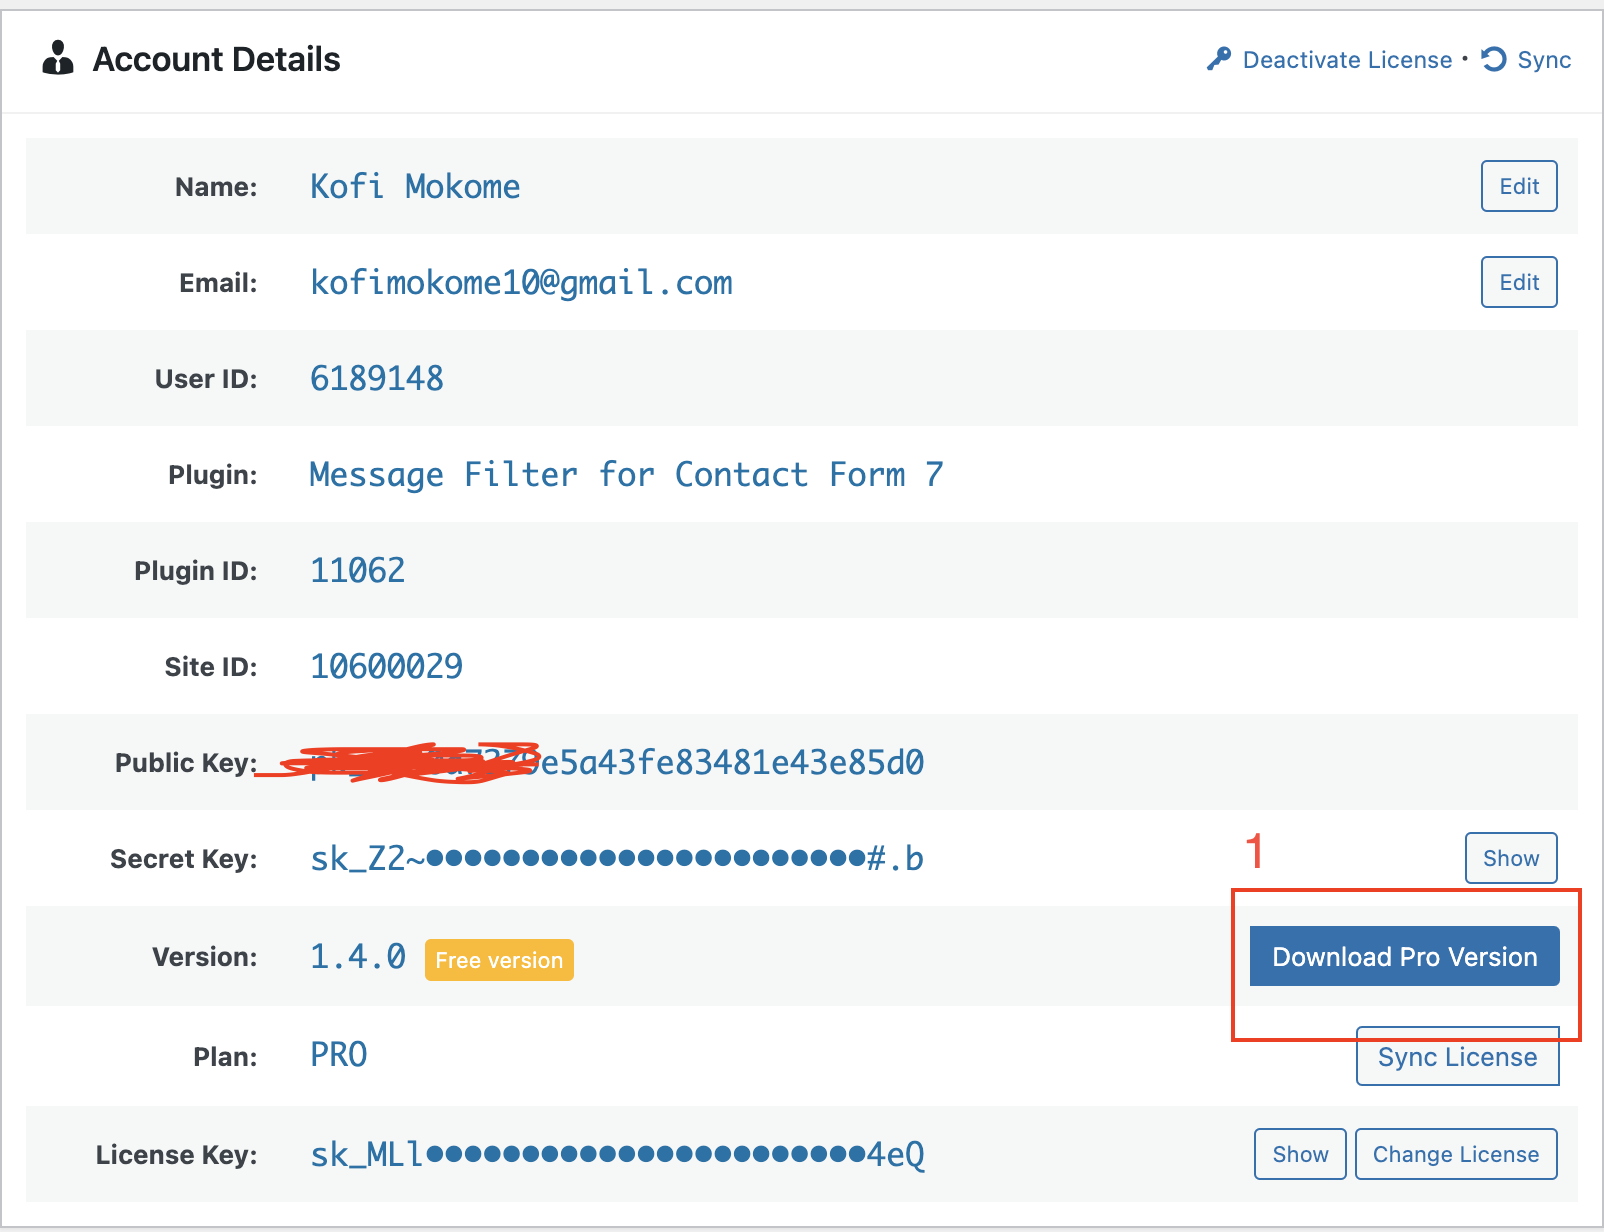 Account Details
Deactivate License • Sync
Name: Kofi Mokome Edit
Email: kofimokome10@gmail.com Edit
User ID: 6189148
Plugin: Message Filter for Contact Form 7
Plugin ID: 11062
Site ID: 10600029
Public Key: e5a43fe83481e43e85d0
Secret Key: sk_Z2~•••••••••••••••••••••••#.b 1 Show
Version: 1.4.0 Free version Download Pro Version
Plan: PRO Sync License
License Key: sk_MLl•••••••••••••••••••••••4eQ Show Change License